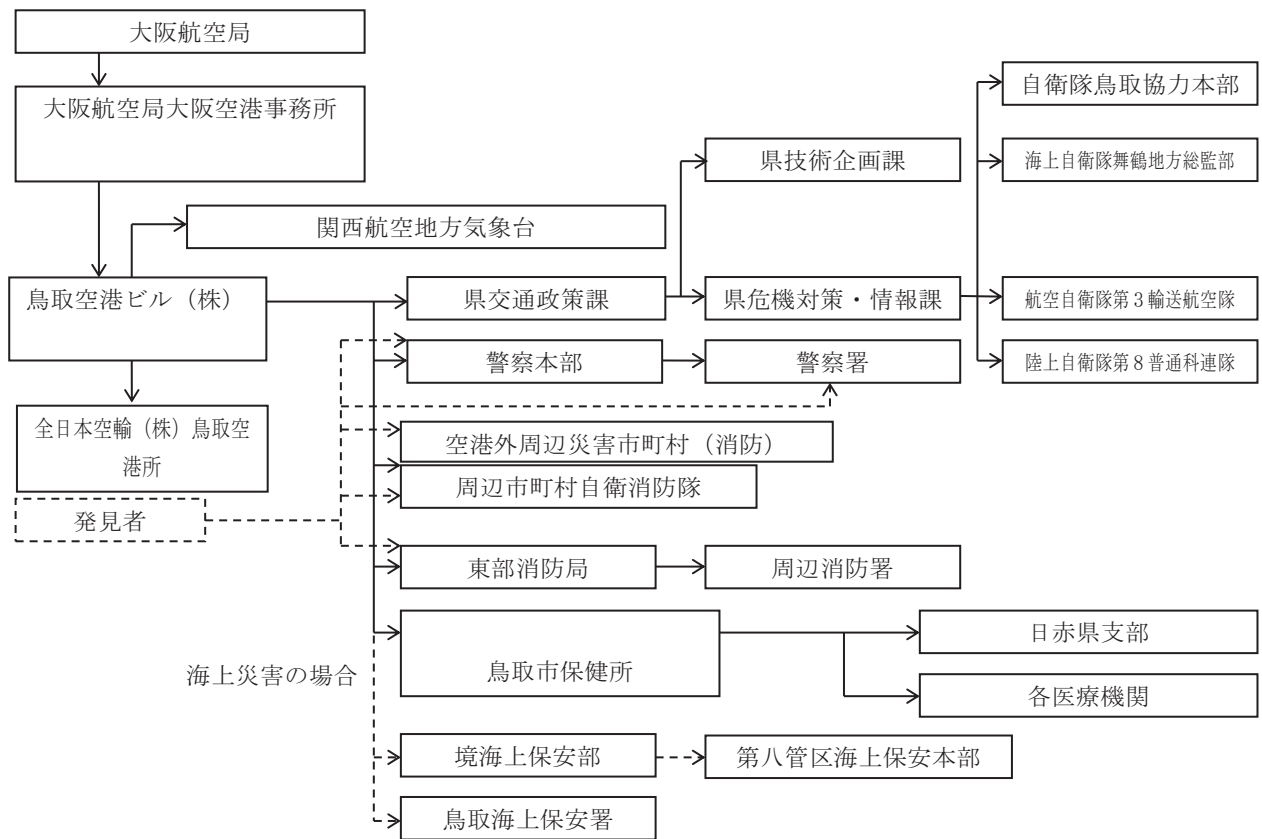 大阪航空局
大阪航空局大阪空港事務所
自衛隊鳥取協力本部
県技術企画課
海上自衛隊舞鶴地方総監部
関西航空地方気象台
鳥取空港ビル（株）
県交通政策課
県危機対策・情報課
航空自衛隊第３輸送航空隊
警察本部
警察署
陸上自衛隊第８普通科連隊
全日本空輸（株）鳥取空
港所
空港外周辺災害市町村（消防）
周辺市町村自衛消防隊
発見者
東部消防局
周辺消防署
日赤県支部
海上災害の場合
鳥取市保健所
各医療機関
境海上保安部
第八管区海上保安本部
鳥取海上保安署